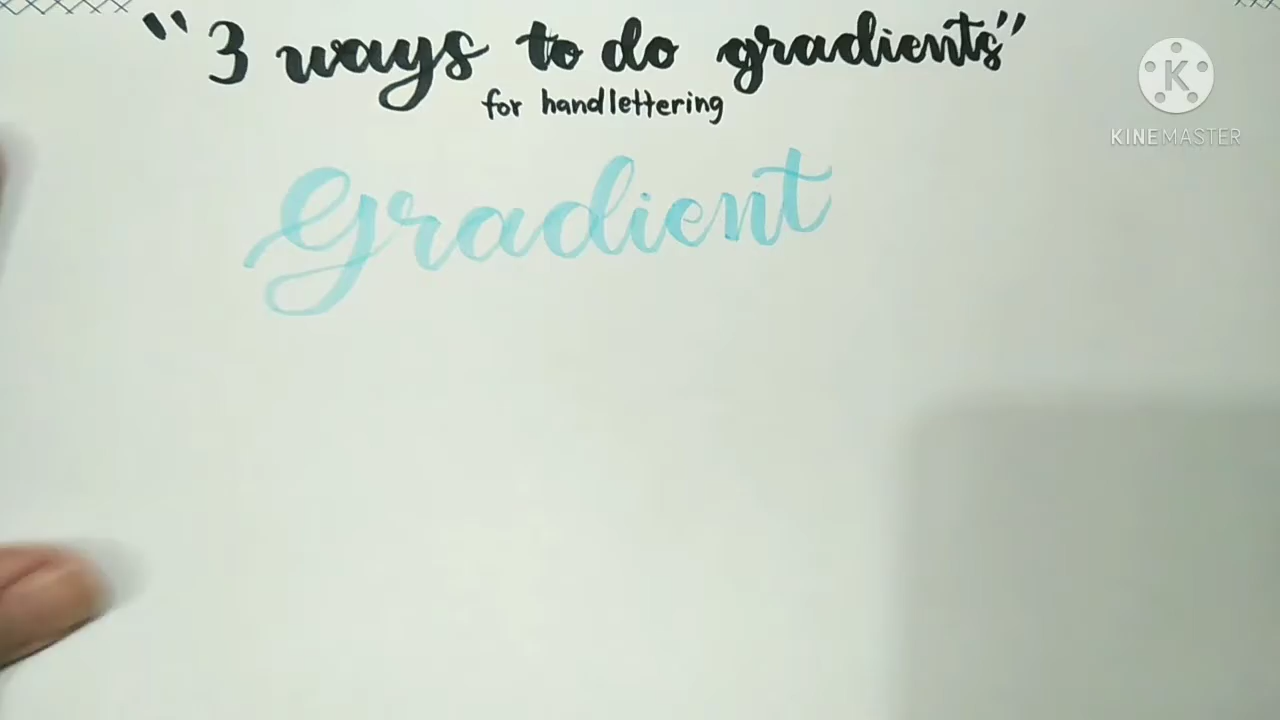 "3 ways to do gradients"
for handlettering
Gradient
K
KINEMASTER